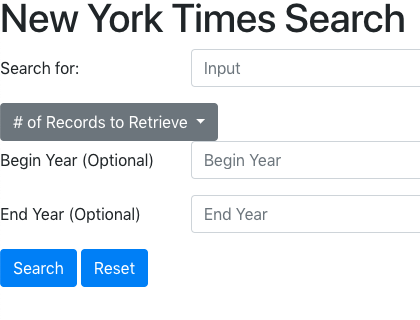 New York Times Search
Search for: Input
# of Records to Retrieve
Begin Year (Optional) Begin Year
End Year (Optional) End Year
Search Reset